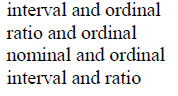 interval and ordinal
ratio and ordinal
nominal and ordinal
interval and ratio